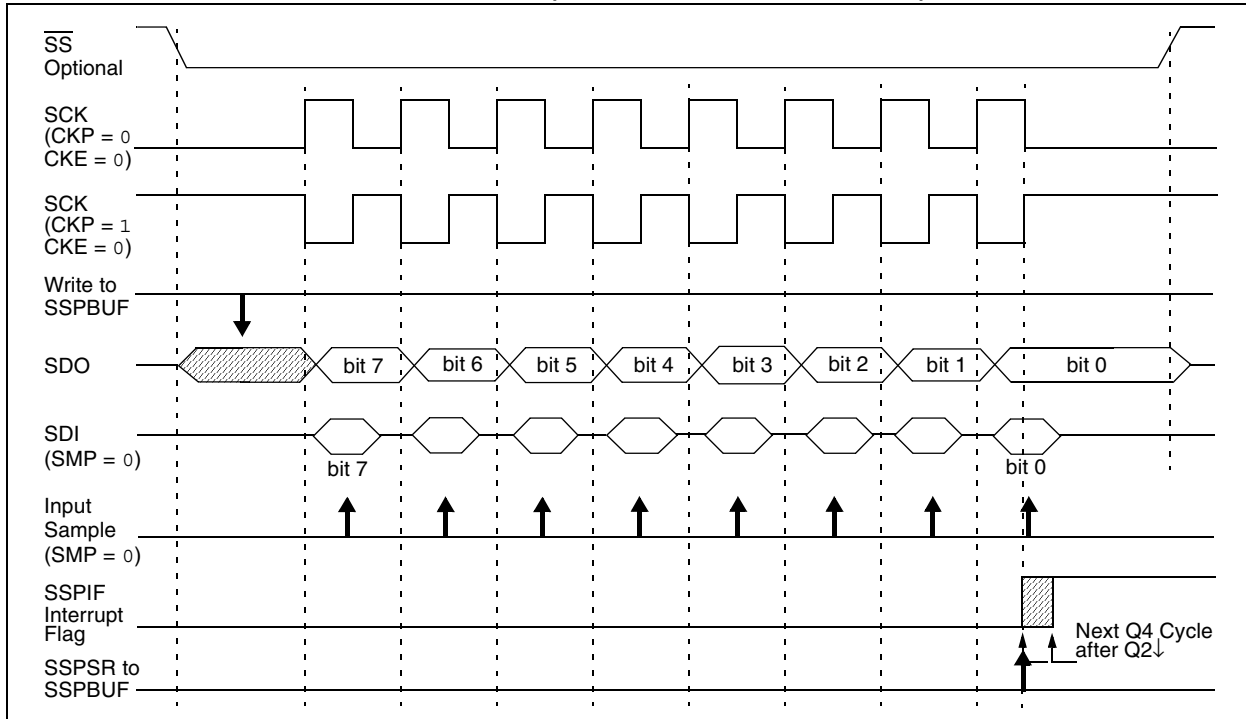 SS
Optional
SCK
(CKP = 0
CKE = 0)
SCK
(CKP = 1
CKE = 0)
Write to
SSPBUF
SDO
bit 7
bit 6
bit 5
bit 4
bit 3
bit 2
bit 1
bit 0
SDI
(SMP = 0)
bit 7
bit 0
Input
Sample
(SMP = 0)
SSPIF
Interrupt
Flag
Next Q4 Cycle
after Q2↓
SSPSR to
SSPBUF